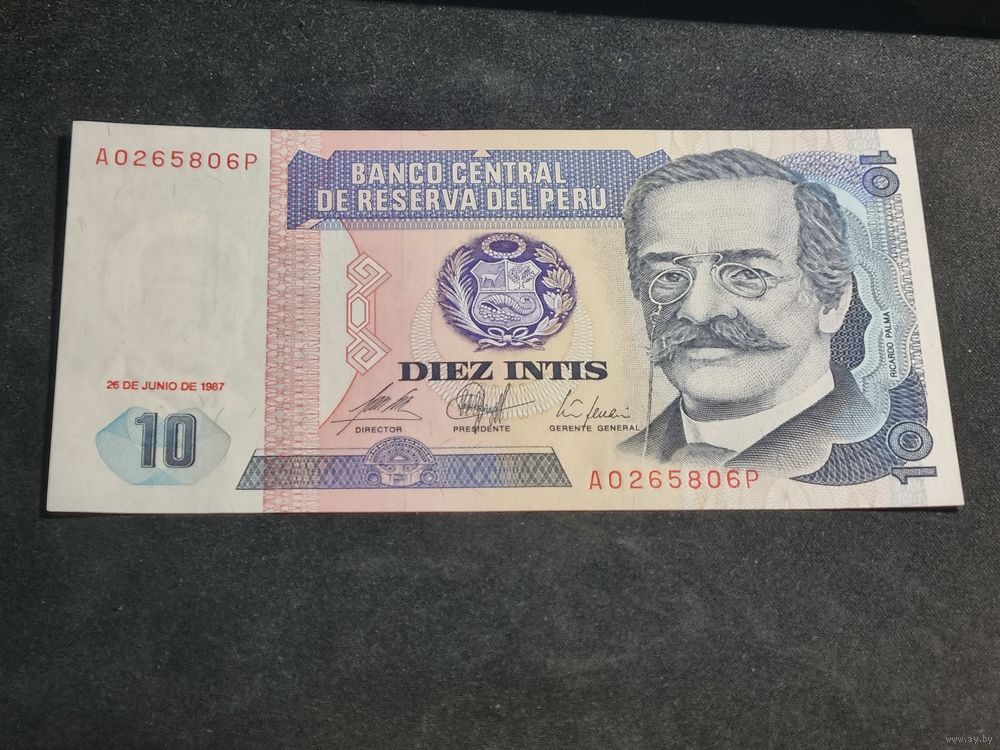 A0265806P
BANCO CENTRAL
DE RESERVA DEL PERÚ
10
DIEZ INTIS
26 DE JUNIO DE 1987
10
DIRECTOR
PRESIDENTE
GERENTE GENERAL
RICARDO PALMA
A0265806P
10
www.ay.by